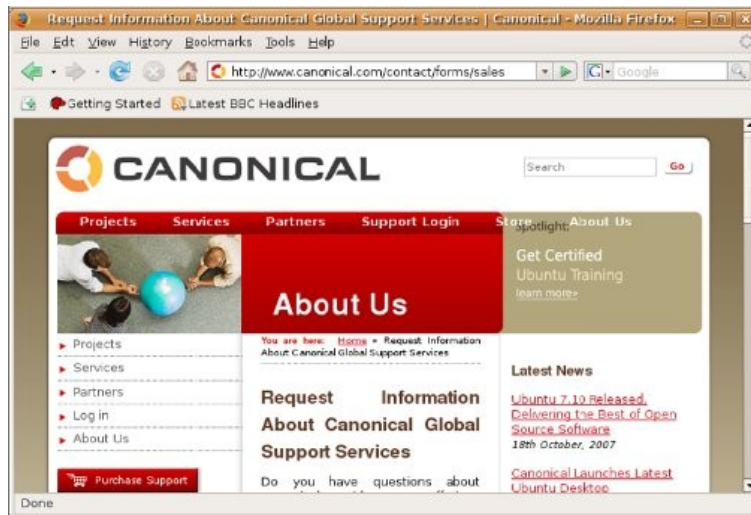 Request Information About Canonical Global Support Services | Canonical - Mozilla Firefox
File Edt View History Bookmarks Tools Help
http://www.canonical.com/contact/forms/sales
G Google
Getting Started Latest BBC Headlines
CANONICAL
Search Go
Projects Services Partners Support Login Store About Us
Spotlight:
Get Certified
Ubuntu Training
learn more»
About Us
Projects
Services
Partners
Log in
About Us
Purchase Support
You are here: Home » Request Information
About Canonical Global Support Services
Request Information
About Canonical Global
Support Services
Do you have questions about
Latest News
Ubuntu 7.10 Released,
Delivering the Best of Open
Source Software
18th October, 2007
Canonical Launches Latest
Ubuntu Desktop
Done